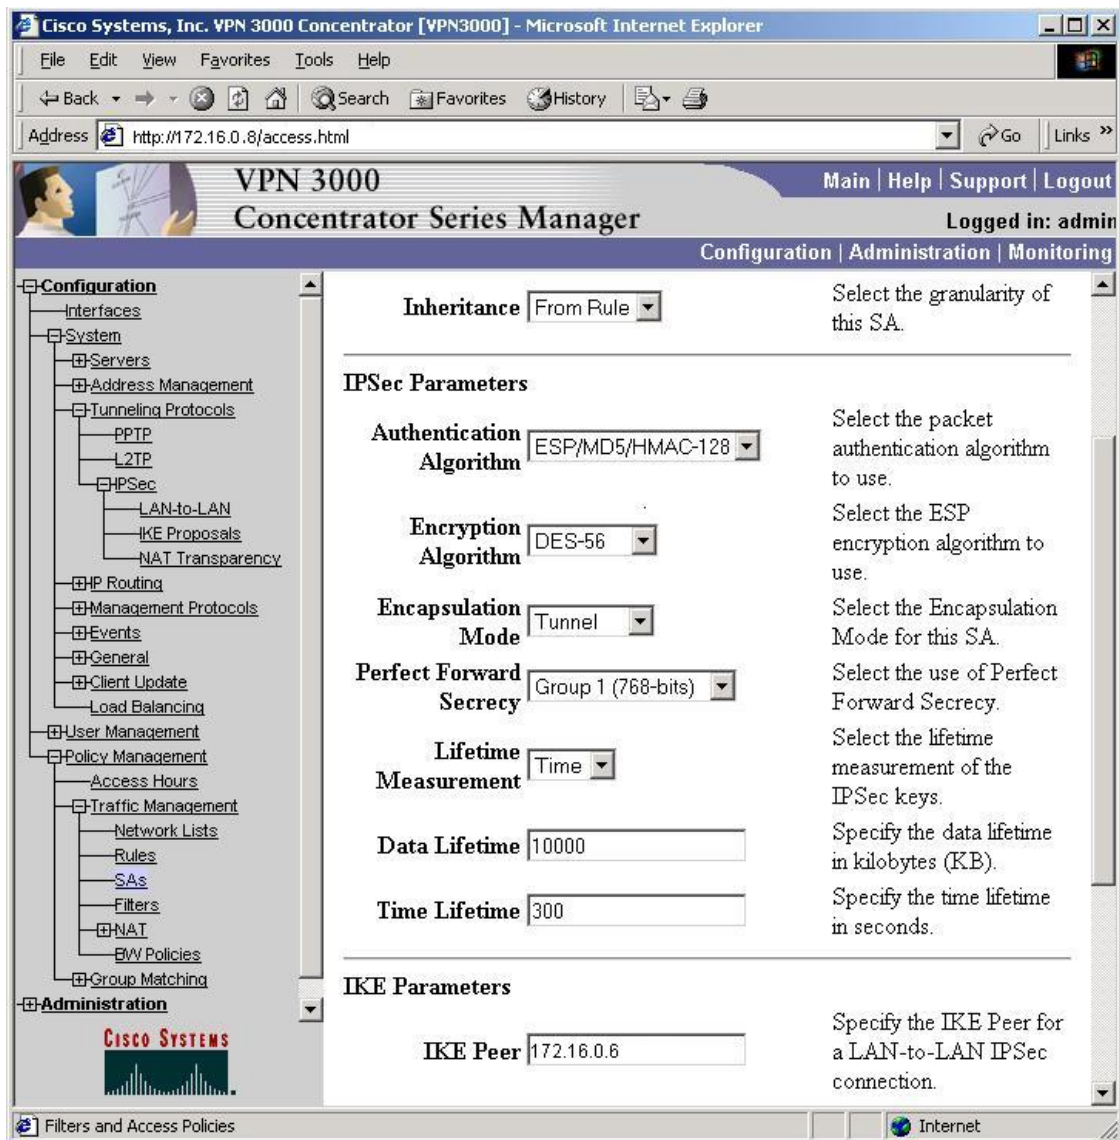 Cisco Systems, Inc. VPN 3000 Concentrator [VPN3000] - Microsoft Internet Explorer
File Edit View Favorites Tools Help
Back Search Favorites History
Address http://172.16.0.8/access.html Go Links »
VPN 3000
Concentrator Series Manager
Main | Help | Support | Logout
Logged in: admin
Configuration | Administration | Monitoring
Configuration
Interfaces
System
Servers
Address Management
Tunneling Protocols
PPTP
L2TP
IPSec
LAN-to-LAN
IKE Proposals
NAT Transparency
IP Routing
Management Protocols
Events
General
Client Update
Load Balancing
User Management
Policy Management
Access Hours
Traffic Management
Network Lists
Rules
SAs
Filters
NAT
BW Policies
Group Matching
Administration
CISCO SYSTEMS
Inheritance From Rule
Select the granularity of
this SA.
IPSec Parameters
Authentication
Algorithm
ESP/MD5/HMAC-128
Select the packet
authentication algorithm
to use.
Encryption
Algorithm
DES-56
Select the ESP
encryption algorithm to
use.
Encapsulation
Mode
Tunnel
Select the Encapsulation
Mode for this SA.
Perfect Forward
Secrecy
Group 1 (768-bits)
Select the use of Perfect
Forward Secrecy.
Lifetime
Measurement
Time
Select the lifetime
measurement of the
IPSec keys.
Data Lifetime 10000
Specify the data lifetime
in kilobytes (KB).
Time Lifetime 300
Specify the time lifetime
in seconds.
IKE Parameters
IKE Peer 172.16.0.6
Specify the IKE Peer for
a LAN-to-LAN IPSec
connection.
Filters and Access Policies
Internet